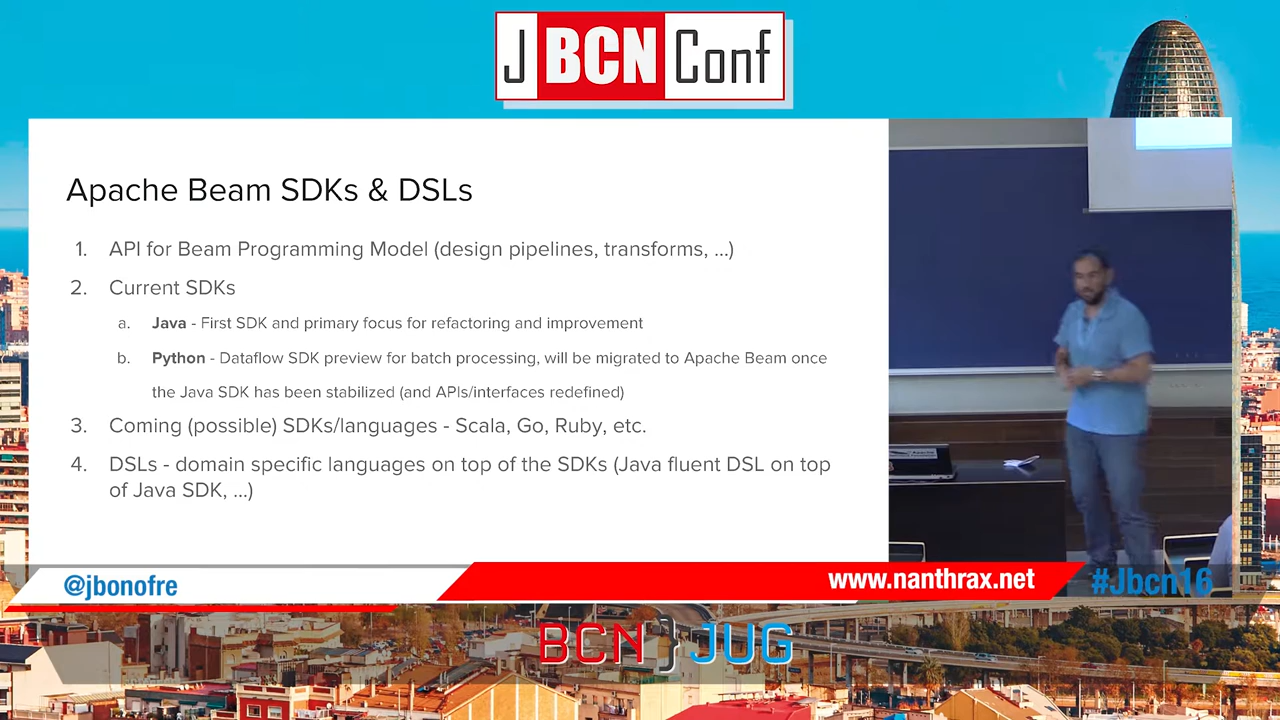 J BCN Conf
Apache Beam SDKs & DSLs
1. API for Beam Programming Model (design pipelines, transforms, ...)
2. Current SDKs
a. Java - First SDK and primary focus for refactoring and improvement
b. Python - Dataflow SDK preview for batch processing, will be migrated to Apache Beam once
the Java SDK has been stabilized (and APIs/interfaces redefined)
3. Coming (possible) SDKs/languages - Scala, Go, Ruby, etc.
4. DSLs - domain specific languages on top of the SDKs (Java fluent DSL on top
of Java SDK, ...)
@jbonofre
www.nanthrax.net
#Jbcn16
BCN JUG